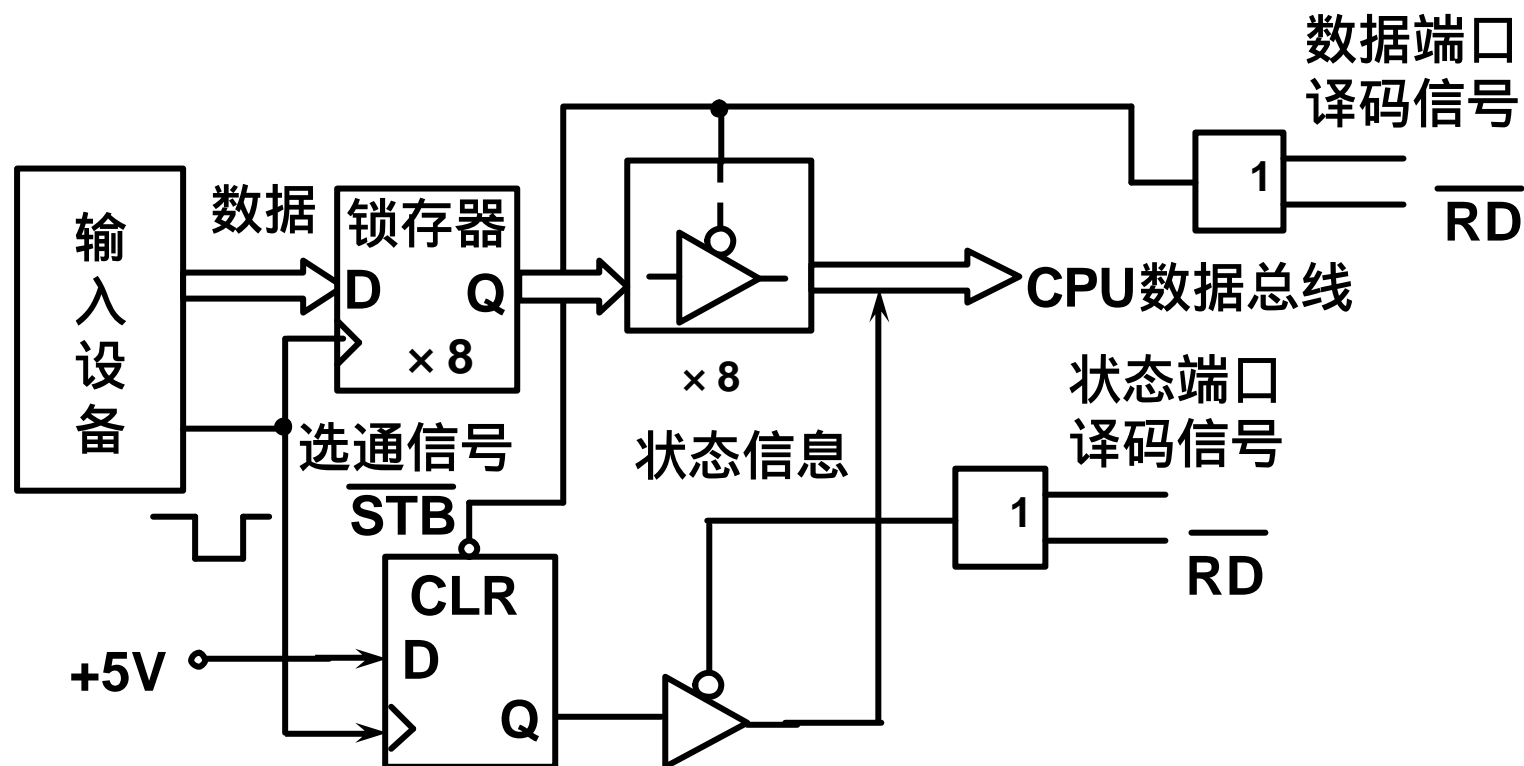 数据端口
译码信号
1
RD
输
入
设
备
数据
锁存器
D
Q
× 8
× 8
CPU数据总线
选通信号
STB
状态信息
状态端口
译码信号
1
RD
CLR
D
Q
+5V